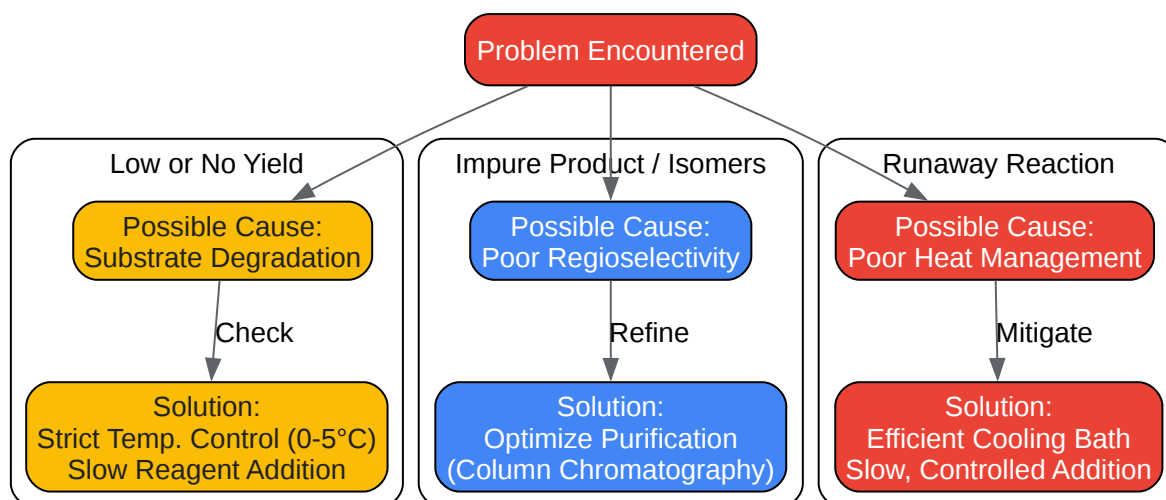 Problem Encountered
Low or No Yield
Possible Cause:
Substrate Degradation
Check
Solution:
Strict Temp. Control (0-5°C)
Slow Reagent Addition
Impure Product / Isomers
Possible Cause:
Poor Regioselectivity
Refine
Solution:
Optimize Purification
(Column Chromatography)
Runaway Reaction
Possible Cause:
Poor Heat Management
Mitigate
Solution:
Efficient Cooling Bath
Slow, Controlled Addition